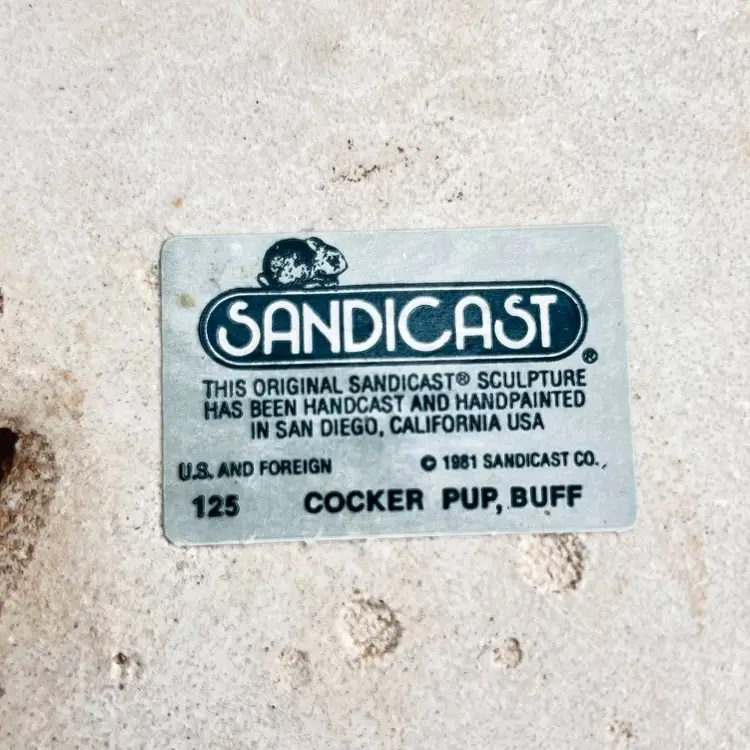 SANDICAST®
THIS ORIGINAL SANDICAST® SCULPTURE
HAS BEEN HANDCAST AND HANDPAINTED
IN SAN DIEGO, CALIFORNIA USA
U.S. AND FOREIGN © 1981 SANDICAST CO.,
125 COCKER PUP, BUFF